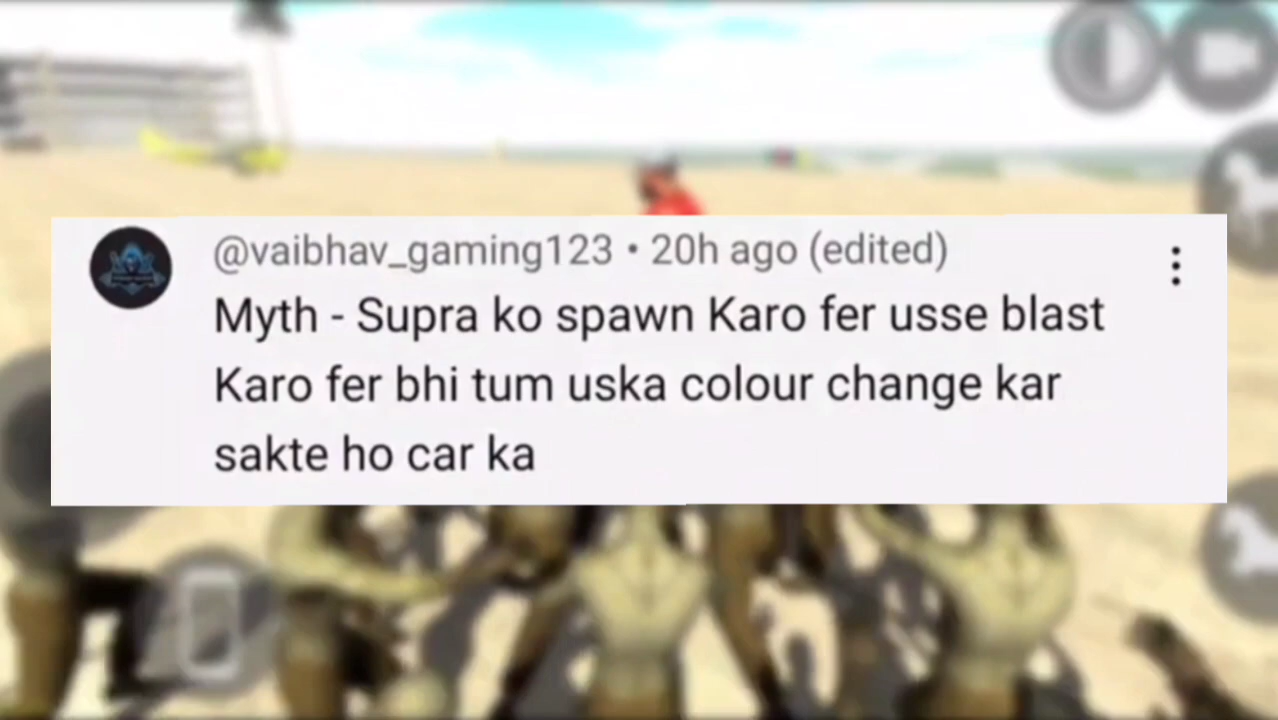 @vaibhav_gaming123 • 20h ago (edited)
Myth - Supra ko spawn Karo fer usse blast
Karo fer bhi tum uska colour change kar
sakte ho car ka